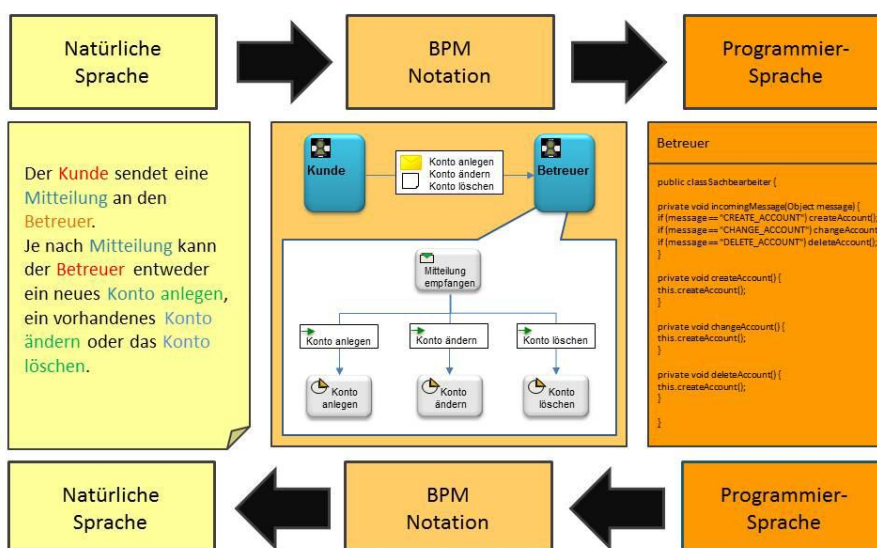 Natürliche
Sprache
BPM
Notation
Programmier-
Sprache
Der Kunde sendet eine
Mitteilung an den
Betreuer.
Je nach Mitteilung kann
der Betreuer entweder
ein neues Konto anlegen,
ein vorhandenes Konto
ändern oder das Konto
löschen.
Kunde
Konto anlegen
Konto ändern
Konto löschen
Betreuer
Mitteilung
empfangen
Konto anlegen
Konto ändern
Konto löschen
Konto
anlegen
Konto
ändern
Konto
löschen
Betreuer
public class Sachbearbeiter {
private void incomingMessage(Object message) {
if (message == "CREATE_ACCOUNT") createAccount();
if (message == "CHANGE_ACCOUNT") changeAccount
if (message == "DELETE_ACCOUNT") deleteAccount();
}
private void createAccount() {
this.createAccount();
}
private void changeAccount() {
this.createAccount();
}
private void deleteAccount() {
this.createAccount();
}
}
Natürliche
Sprache
BPM
Notation
Programmier-
Sprache